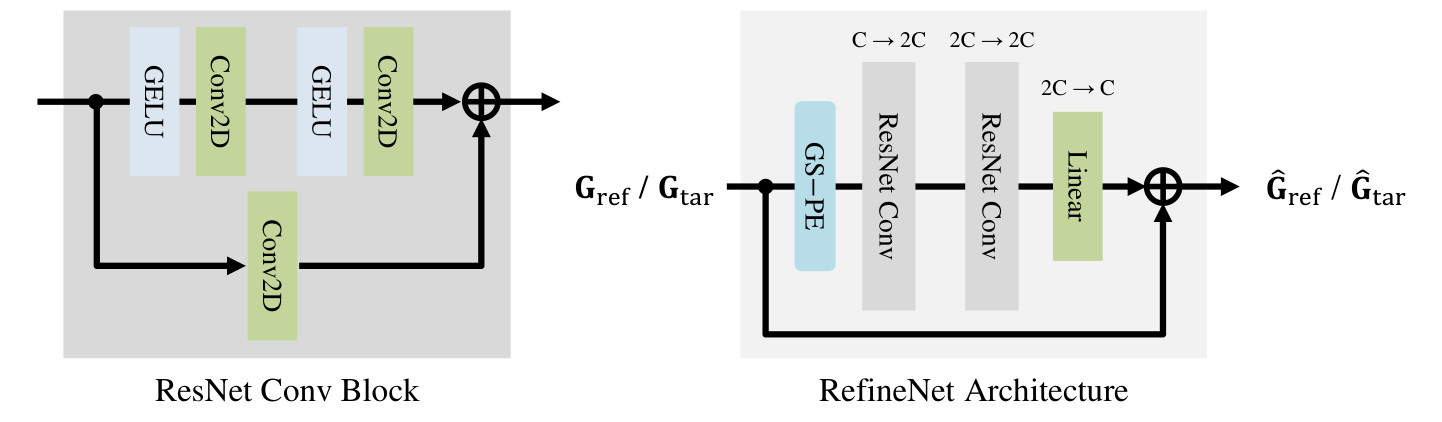 GELU
Conv2D
GELU
Conv2D
Conv2D
ResNet Conv Block
G_ref / G_tar
GS−PE
C → 2C
ResNet Conv
2C → 2C
ResNet Conv
2C → C
Linear
Ĝ_ref / Ĝ_tar
RefineNet Architecture